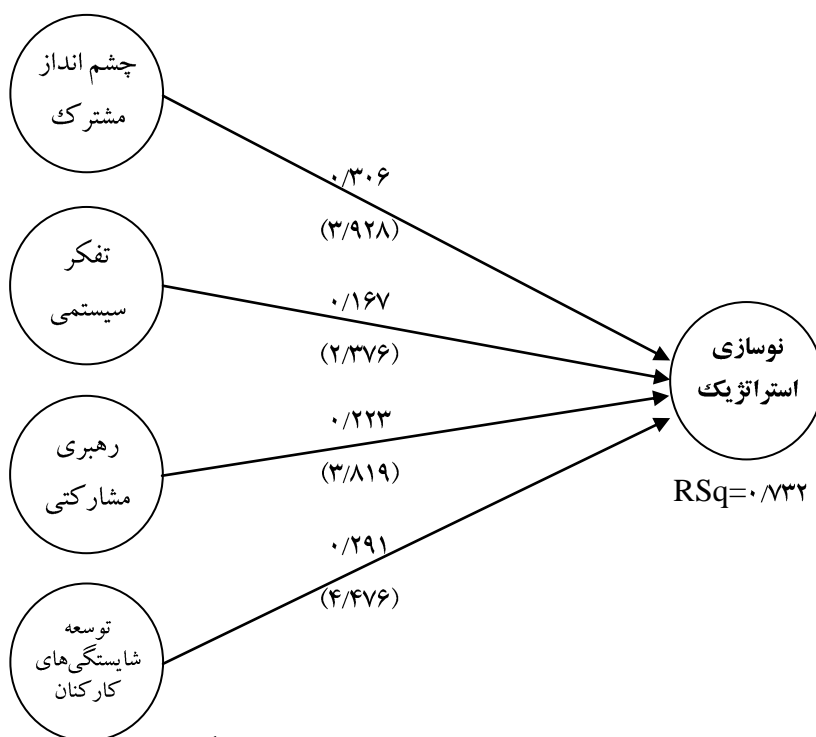 چشم انداز
مشترک
۰/۳۰۶
(۳/۹۲۸)
تفکر
سیستمی
۰/۱۶۷
(۲/۳۷۶)
نوسازی
استراتژیک
RSq=۰/۷۳۲
رهبری
مشارکتی
۰/۲۲۳
(۳/۸۱۹)
۰/۲۹۱
(۴/۴۷۶)
توسعه
شایستگی‌های
کارکنان